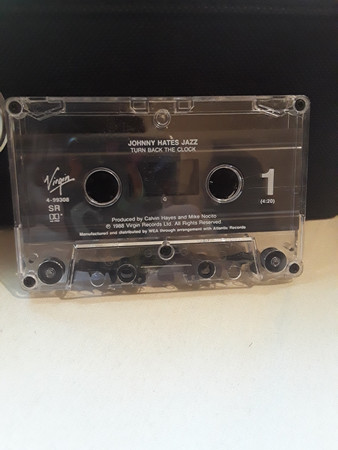 JOHNNY HATES JAZZ
TURN BACK THE CLOCK
Virgin
4-99308
SR
1
(4:20)
Produced by Calvin Hayes and Mike Nocito
℗ 1988 Virgin Records Ltd. All Rights Reserved.
Manufactured and distributed by WEA through arrangement with Atlantic Records